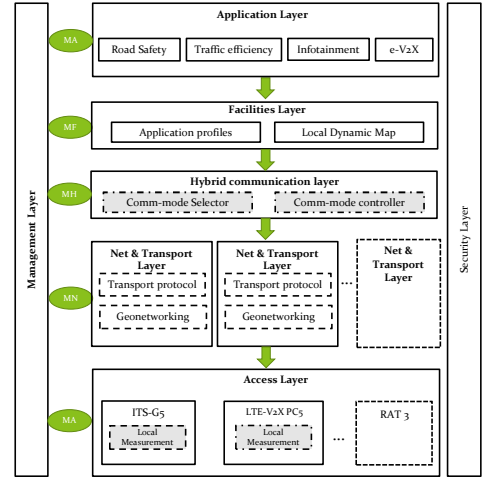 Application Layer
MA
Road Safety
Traffic efficiency
Infotainment
e-V2X
Facilities Layer
MF
Application profiles
Local Dynamic Map
Hybrid communication layer
MH
Comm-mode Selector
Comm-mode controller
Management Layer
Security Layer
Net & Transport
Layer
Transport protocol
Geonetworking
Net & Transport
Layer
Transport protocol
Geonetworking
...
Net &
Transport
Layer
MN
Access Layer
MA
ITS-G5
Local
Measurement
LTE-V2X PC5
Local
Measurement
...
RAT 3